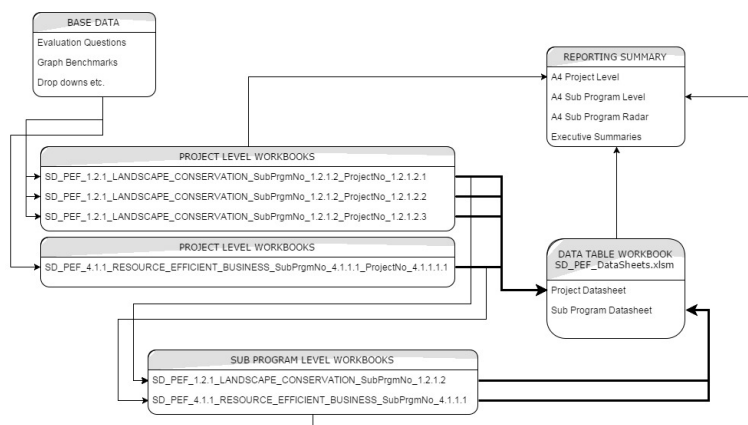 BASE DATA
Evaluation Questions
Graph Benchmarks
Drop downs etc.
REPORTING SUMMARY
A4 Project Level
A4 Sub Program Level
A4 Sub Program Radar
Executive Summaries
PROJECT LEVEL WORKBOOKS
SD_PEF_1.2.1_LANDSCAPE_CONSERVATION_SubPrgmNo_1.2.1.2_ProjectNo_1.2.1.2.1
SD_PEF_1.2.1_LANDSCAPE_CONSERVATION_SubPrgmNo_1.2.1.2_ProjectNo_1.2.1.2.2
SD_PEF_1.2.1_LANDSCAPE_CONSERVATION_SubPrgmNo_1.2.1.2_ProjectNo_1.2.1.2.3
PROJECT LEVEL WORKBOOKS
SD_PEF_4.1.1_RESOURCE_EFFICIENT_BUSINESS_SubPrgmNo_4.1.1.1_ProjectNo_4.1.1.1.1
DATA TABLE WORKBOOK
SD_PEF_DataSheets.xlsm
Project Datasheet
Sub Program Datasheet
SUB PROGRAM LEVEL WORKBOOKS
SD_PEF_1.2.1_LANDSCAPE_CONSERVATION_SubPrgmNo_1.2.1.2
SD_PEF_4.1.1_RESOURCE_EFFICIENT_BUSINESS_SubPrgmNo_4.1.1.1